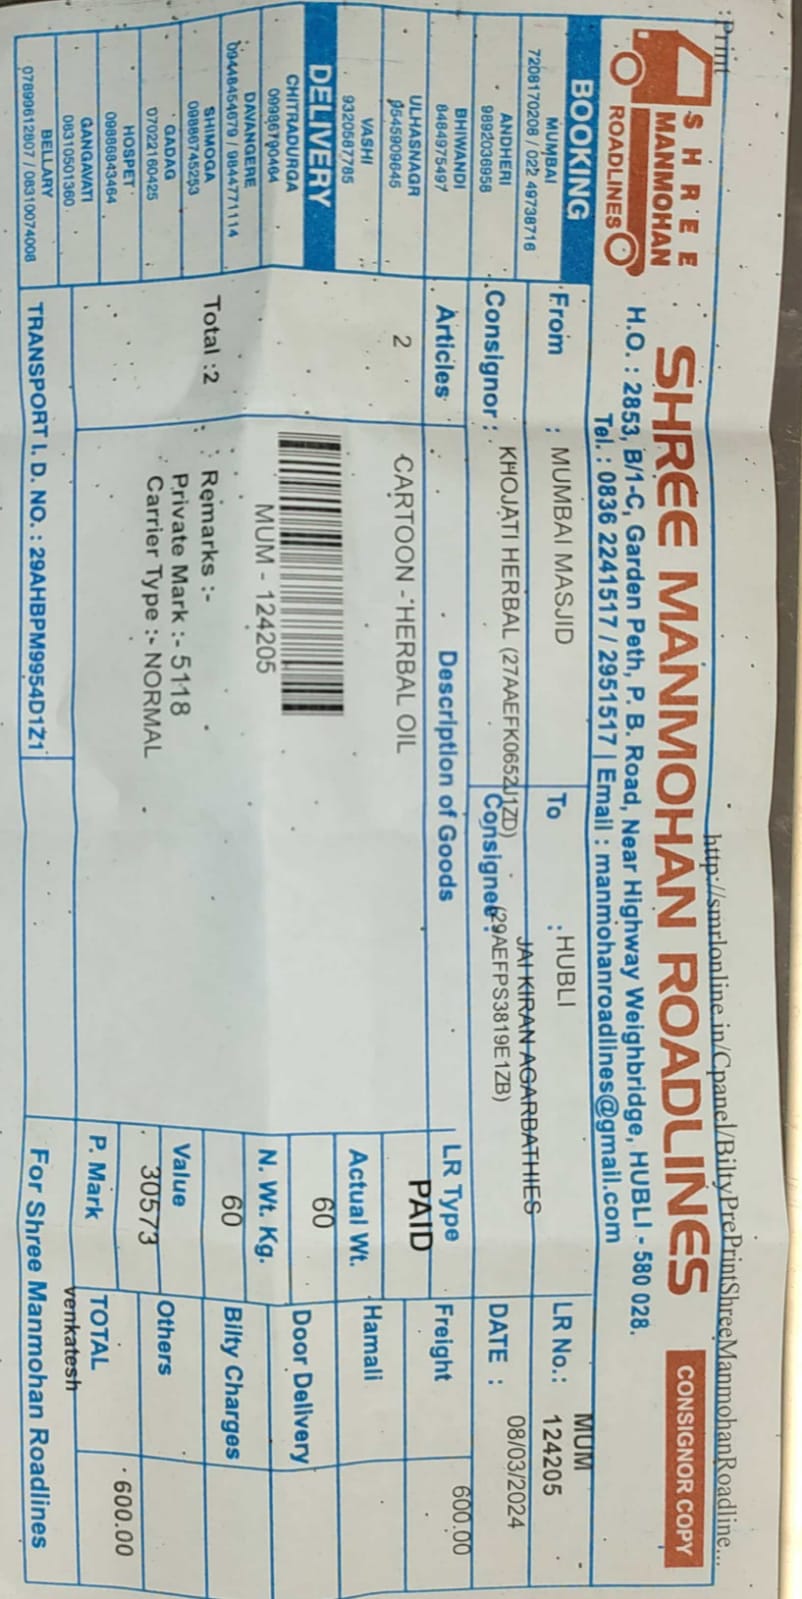 :Print
http://smrlonline.in/Cpanel/BiltyPrePrintShreeManmohanRoadline...
SHREE
MANMOHAN
ROADLINES
SHREE MANMOHAN ROADLINES
CONSIGNOR COPY
H.O. : 2853, B/1-C, Garden Peth, P. B. Road, Near Highway Weighbridge, HUBLI - 580 028.
Tel. : 0836 2241517 / 2951517 | Email : manmohanroadlines@gmail.com
BOOKING
MUMBAI
7208170208 / 022 49738716
ANDHERI
9892036958
BHIWANDI
8484975497
ULHASNAGR
9545909645
VASHI
9320587785
DELIVERY
CHITRADURGA
09986790464
DAVANGERE
09448454679 / 9844771114
SHIMOGA
09886745253
GADAG
07022160425
HOSPET
09886843464
GANGAVATI
08310501360
BELLARY
07899612807 / 08310074008
From : MUMBAI MASJID
To : HUBLI
LR No.: MUM
124205
Consignor : KHOJATI HERBAL (27AAEFK0652J1ZD)
Consignee : JAI KIRAN AGARBATHIES
(29AEFPS3819E1ZB)
DATE : 08/03/2024
Articles
Description of Goods
LR Type
Freight
600.00
2
CARTOON - HERBAL OIL
PAID
Actual Wt.
Hamali
60
Door Delivery
MUM - 124205
N. Wt. Kg.
60
Bilty Charges
Total :2
Remarks :-
Private Mark :- 5118
Carrier Type :- NORMAL
Value
30573
Others
P. Mark
TOTAL
600.00
venkatesh
TRANSPORT I. D. NO. : 29AHBPM9954D1Z1
For Shree Manmohan Roadlines